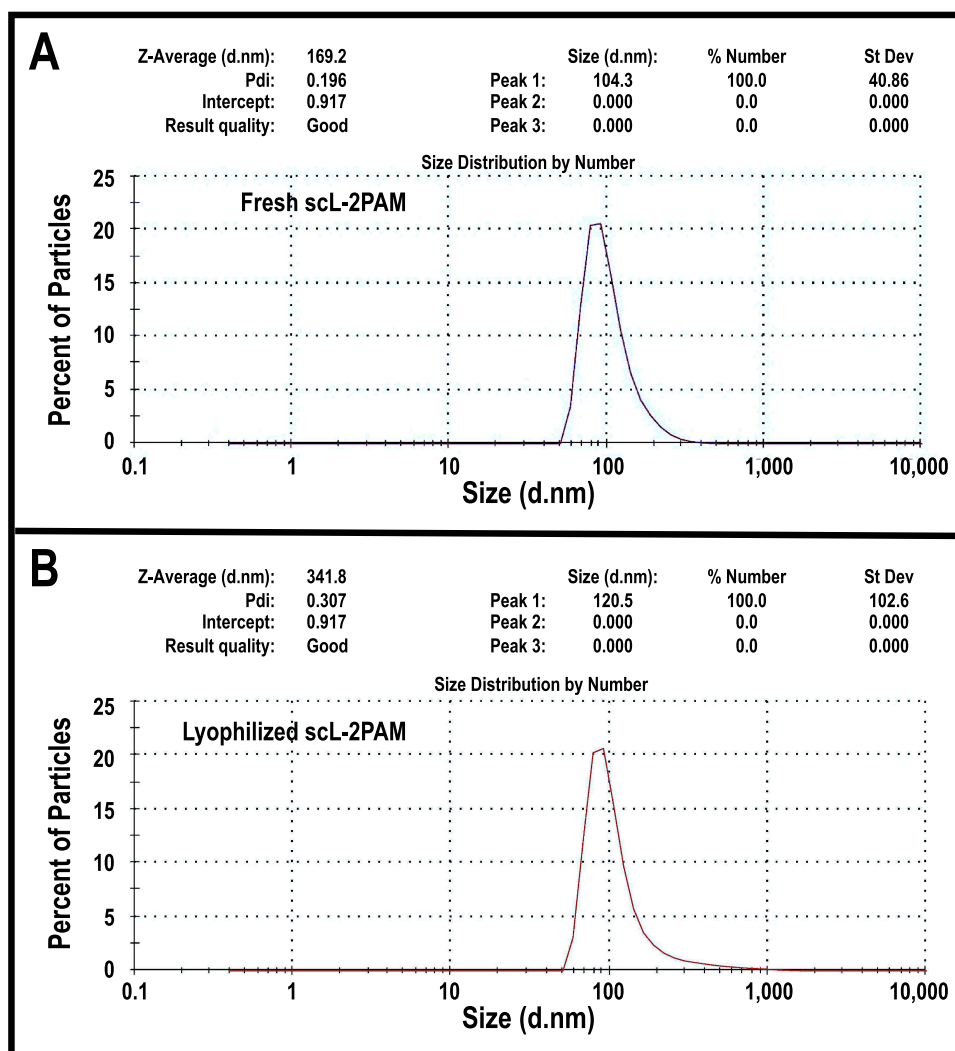 A
Z-Average (d.nm): 169.2 Size (d.nm): % Number St Dev
Pdi: 0.196 Peak 1: 104.3 100.0 40.86
Intercept: 0.917 Peak 2: 0.000 0.0 0.000
Result quality: Good Peak 3: 0.000 0.0 0.000
Size Distribution by Number
Fresh scL-2PAM
Percent of Particles
25
20
15
10
5
0
0.1 1 10 100 1,000 10,000
Size (d.nm)
B
Z-Average (d.nm): 341.8 Size (d.nm): % Number St Dev
Pdi: 0.307 Peak 1: 120.5 100.0 102.6
Intercept: 0.917 Peak 2: 0.000 0.0 0.000
Result quality: Good Peak 3: 0.000 0.0 0.000
Size Distribution by Number
Lyophilized scL-2PAM
Percent of Particles
25
20
15
10
5
0
0.1 1 10 100 1,000 10,000
Size (d.nm)